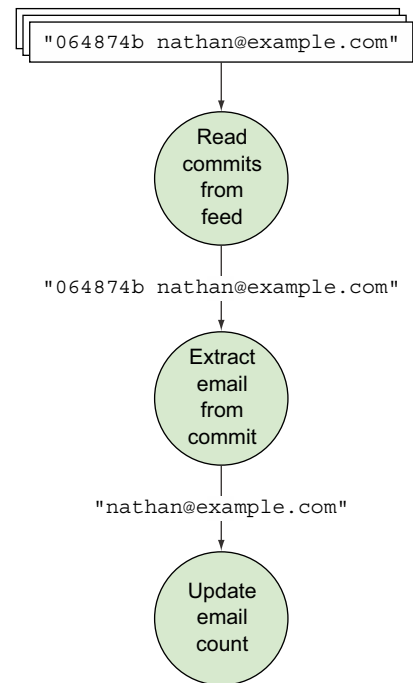 "064874b nathan@example.com"
Read
commits
from
feed
"064874b nathan@example.com"
Extract
email
from
commit
"nathan@example.com"
Update
email
count